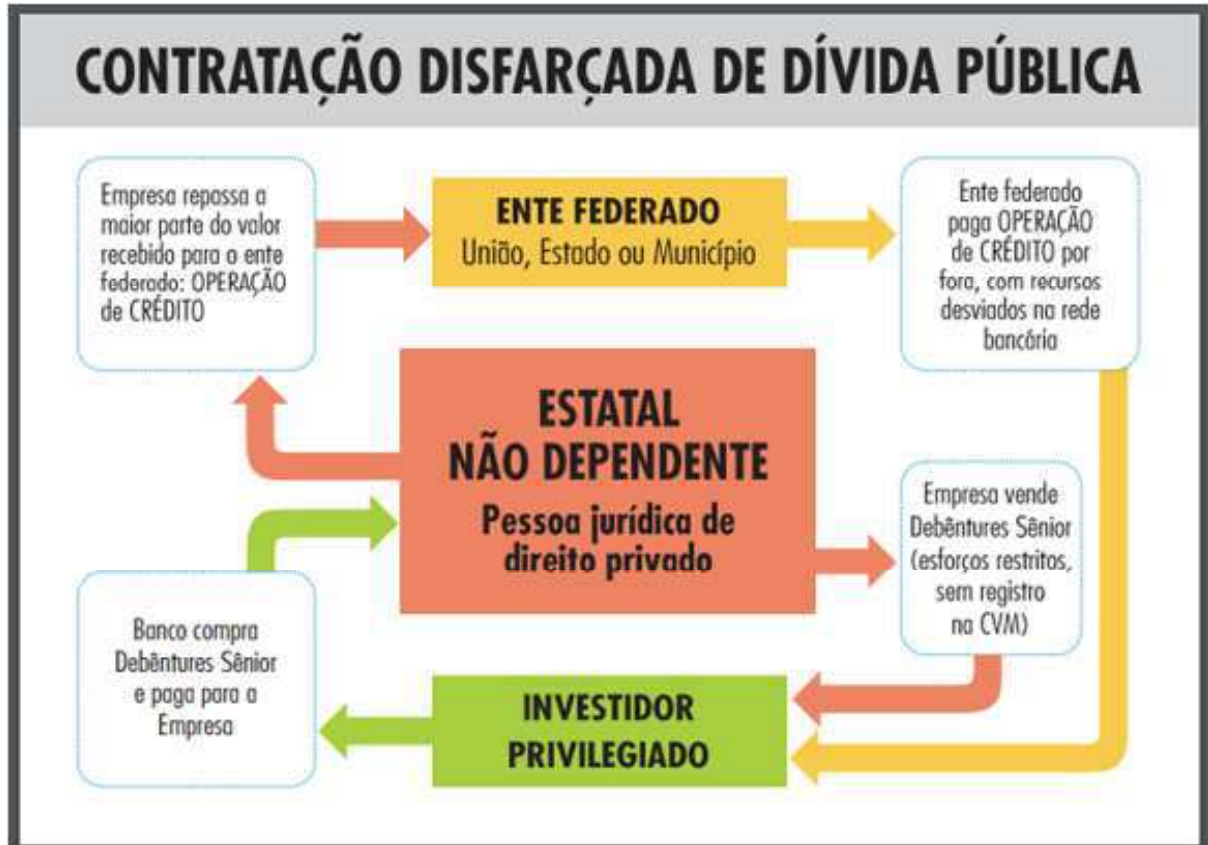 CONTRATAÇÃO DISFARÇADA DE DÍVIDA PÚBLICA
Empresa repassa a
maior parte do valor
recebido para o ente
federado: OPERAÇÃO
de CRÉDITO
ENTE FEDERADO
União, Estado ou Município
Ente federado
paga OPERAÇÃO
de CRÉDITO por
fora, com recursos
desviados na rede
bancária
ESTATAL
NÃO DEPENDENTE
Pessoa jurídica de
direito privado
Empresa vende
Debêntures Sênior
(esforços restritos,
sem registro
na CVM)
Banco compra
Debêntures Sênior
e paga para a
Empresa
INVESTIDOR
PRIVILEGIADO